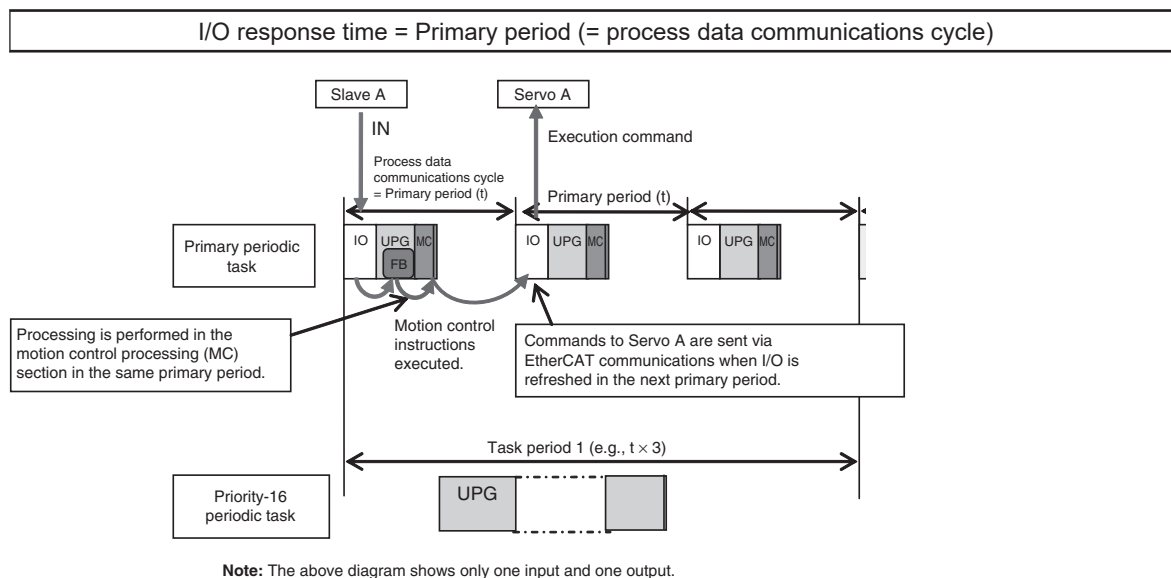 I/O response time = Primary period (= process data communications cycle)
Slave A
Servo A
IN
Execution command
Process data
communications cycle
= Primary period (t)
Primary period (t)
Primary periodic
task
IO
UPG
FB
MC
IO
UPG
MC
IO
UPG
MC
Processing is performed in the
motion control processing (MC)
section in the same primary period.
Motion control
instructions
executed.
Commands to Servo A are sent via
EtherCAT communications when I/O is
refreshed in the next primary period.
Task period 1 (e.g., t × 3)
Priority-16
periodic task
UPG
Note: The above diagram shows only one input and one output.